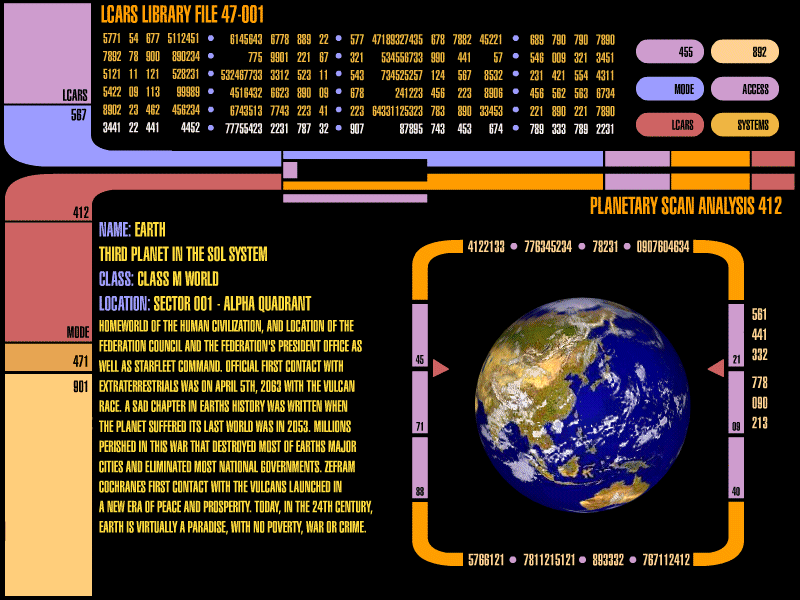 LCARS LIBRARY FILE 47-001
5771 54 677 5112451 • 6145643 6778 889 22 • 577 47189327435 678 7882 45221 • 689 790 790 7890
7892 78 900 890234 • 775 9901 221 67 • 321 534556733 990 441 57 • 546 009 321 3451
5121 11 121 528231 • 532467733 3312 523 11 • 543 734525257 124 567 8532 • 231 421 554 4311
5422 09 113 99989 • 4516432 6623 890 09 • 678 241223 456 223 8906 • 456 562 563 6734
8902 23 462 456234 • 6743513 7743 223 41 • 223 64331125323 783 890 33453 • 221 890 221 7890
3441 22 441 4452 • 77755423 2231 787 32 • 907 87895 743 453 674 • 789 333 789 2231
455 892
MODE ACCESS
LCARS SYSTEMS
LCARS
567
412
MODE
471
901
PLANETARY SCAN ANALYSIS 412
NAME: EARTH
THIRD PLANET IN THE SOL SYSTEM
CLASS: CLASS M WORLD
LOCATION: SECTOR 001 - ALPHA QUADRANT
HOMEWORLD OF THE HUMAN CIVILIZATION, AND LOCATION OF THE
FEDERATION COUNCIL AND THE FEDERATION'S PRESIDENT OFFICE AS
WELL AS STARFLEET COMMAND. OFFICIAL FIRST CONTACT WITH
EXTRATERRESTRIALS WAS ON APRIL 5TH, 2063 WITH THE VULCAN
RACE. A SAD CHAPTER IN EARTHS HISTORY WAS WRITTEN WHEN
THE PLANET SUFFERED ITS LAST WORLD WAR IN 2053. MILLIONS
PERISHED IN THIS WAR THAT DESTROYED MOST OF EARTHS MAJOR
CITIES AND ELIMINATED MOST NATIONAL GOVERNMENTS. ZEFRAM
COCHRANES FIRST CONTACT WITH THE VULCANS LAUNCHED IN
A NEW ERA OF PEACE AND PROSPERITY. TODAY, IN THE 24TH CENTURY,
EARTH IS VIRTUALLY A PARADISE, WITH NO POVERTY, WAR OR CRIME.
4122133 • 776345234 • 78231 • 0907604634
45
71
88
21
09
40
561
441
332
778
090
213
5766121 • 7811215121 • 893332 • 767112412